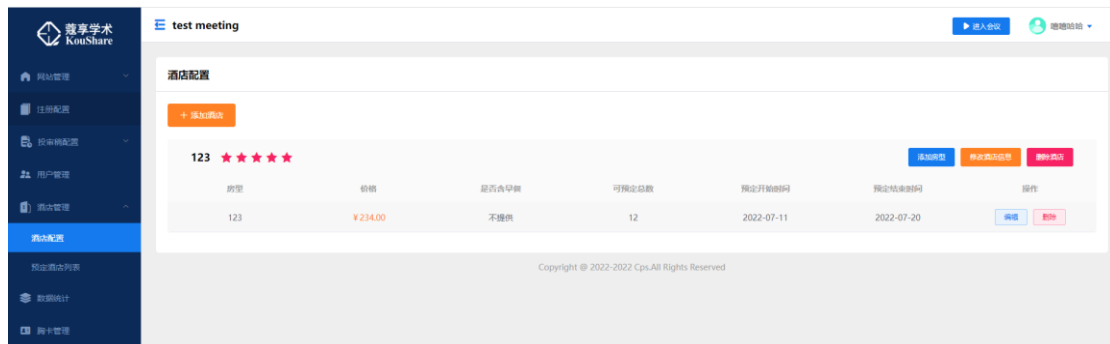 蔻享学术
KouShare
test meeting
进入会议
嘻嘻哈哈
网站管理
注册配置
投审稿配置
用户管理
酒店管理
酒店配置
预定酒店列表
数据统计
胸卡管理
酒店配置
+ 添加酒店
123
添加房型 修改酒店信息 删除酒店
房型 价格 是否含早餐 可预定总数 预定开始时间 预定结束时间 操作
123 ¥234.00 不提供 12 2022-07-11 2022-07-20 编辑 删除
Copyright @ 2022-2022 Cps.All Rights Reserved